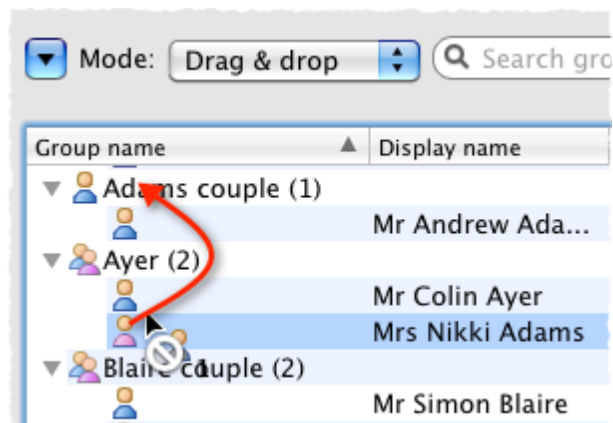 Mode: Drag & drop Search gro
Group name Display name
Adams couple (1)
Mr Andrew Ada...
Ayer (2)
Mr Colin Ayer
Mrs Nikki Adams
Blaire couple (2)
Mr Simon Blaire